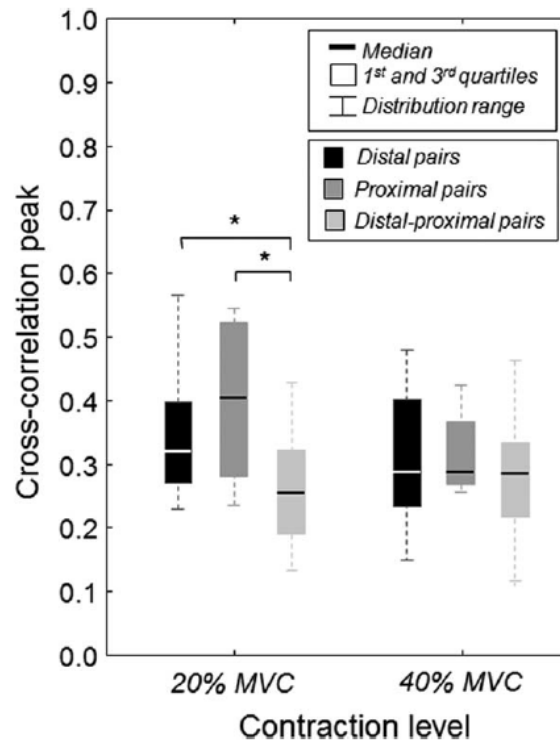 1.0
0.9
0.8
0.7
0.6
0.5
0.4
0.3
0.2
0.1
0.0
Cross-correlation peak
Median
1st and 3rd quartiles
Distribution range
Distal pairs
Proximal pairs
Distal-proximal pairs
*
*
20% MVC 40% MVC
Contraction level